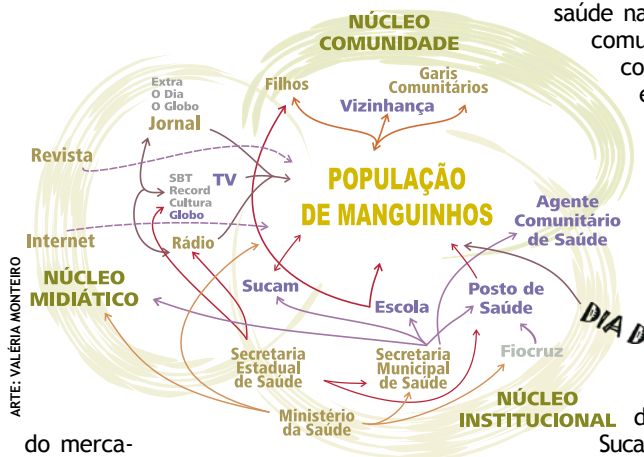 saúde na
comu
co
e
NÚCLEO
COMUNIDADE
Filhos
Garis
Comunitários
Vizinhança
Extra
O Dia
O Globo
Jornal
Revista
SBT
Record
Cultura
Globo
TV
POPULAÇÃO
DE MANGUINHOS
Agente
Comunitário
de Saúde
Internet
Rádio
NÚCLEO
MIDIÁTICO
Sucam
Escola
Posto de
Saúde
DIA D
Secretaria
Estadual
de Saúde
Secretaria
Municipal
de Saúde
Fiocruz
Ministério
da Saúde
NÚCLEO
INSTITUCIONAL
ARTE: VALÉRIA MONTEIRO
d
Suca
do merca-